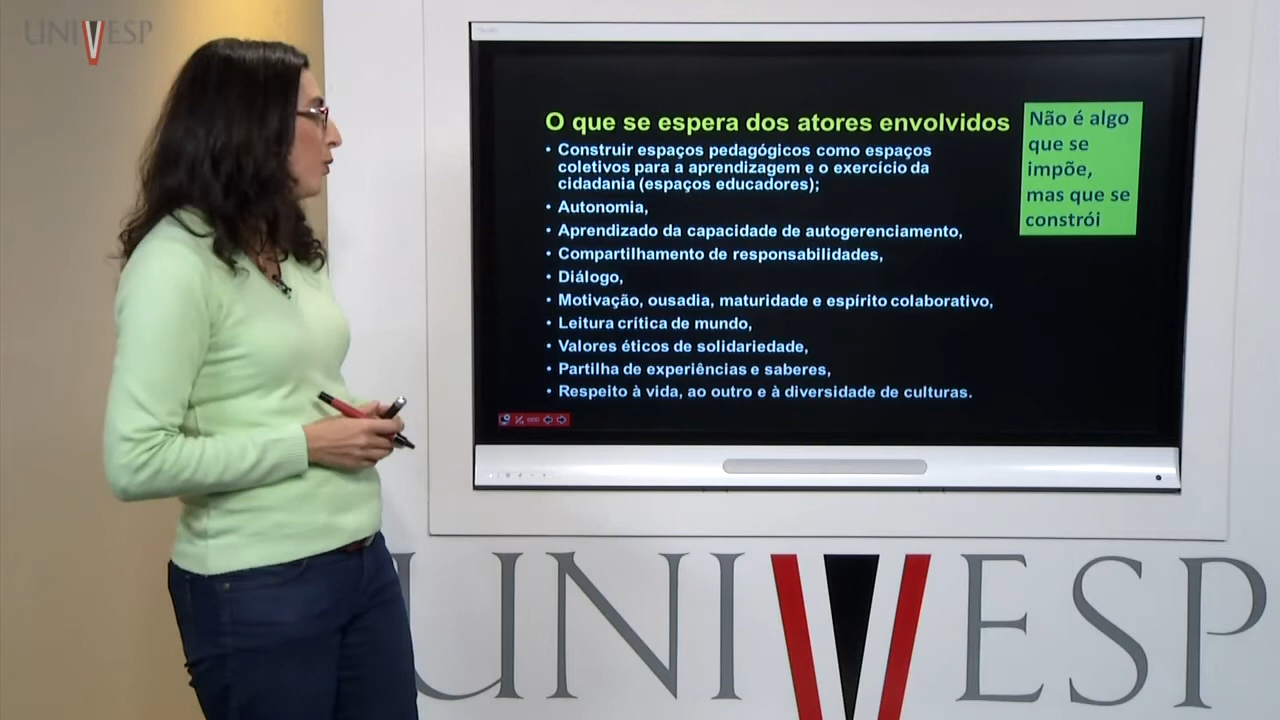 UNIVESP
O que se espera dos atores envolvidos
• Construir espaços pedagógicos como espaços
coletivos para a aprendizagem e o exercício da
cidadania (espaços educadores);
• Autonomia,
• Aprendizado da capacidade de autogerenciamento,
• Compartilhamento de responsabilidades,
• Diálogo,
• Motivação, ousadia, maturidade e espírito colaborativo,
• Leitura crítica de mundo,
• Valores éticos de solidariedade,
• Partilha de experiências e saberes,
• Respeito à vida, ao outro e à diversidade de culturas.
Não é algo
que se
impõe,
mas que se
constrói
UNIVESP